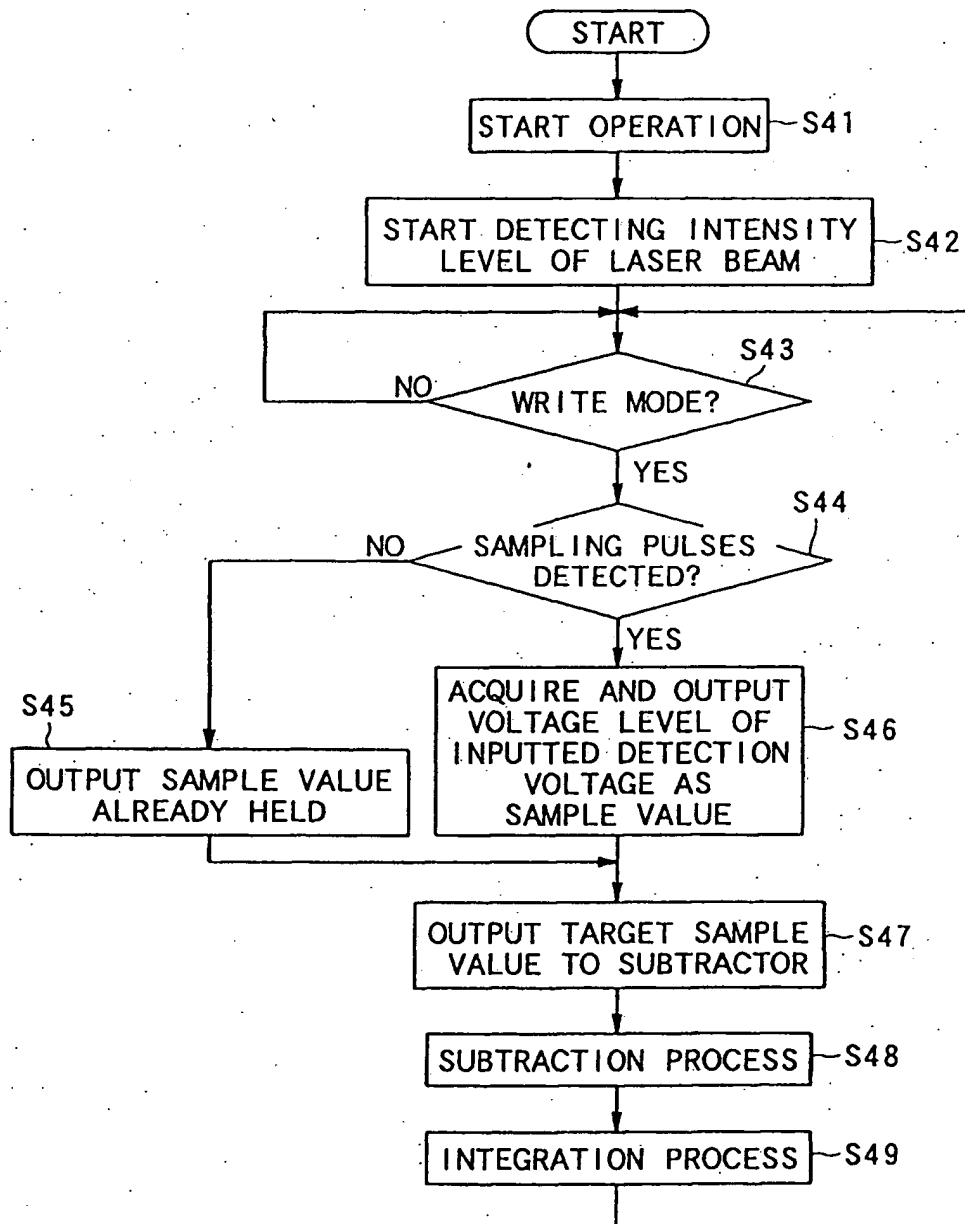 START
START OPERATION
S41
START DETECTING INTENSITY
LEVEL OF LASER BEAM
S42
S43
NO
WRITE MODE?
YES
S44
NO
SAMPLING PULSES
DETECTED?
YES
S45
OUTPUT SAMPLE VALUE
ALREADY HELD
ACQUIRE AND OUTPUT
VOLTAGE LEVEL OF
INPUTTED DETECTION
VOLTAGE AS
SAMPLE VALUE
S46
OUTPUT TARGET SAMPLE
VALUE TO SUBTRACTOR
S47
SUBTRACTION PROCESS
S48
INTEGRATION PROCESS
S49